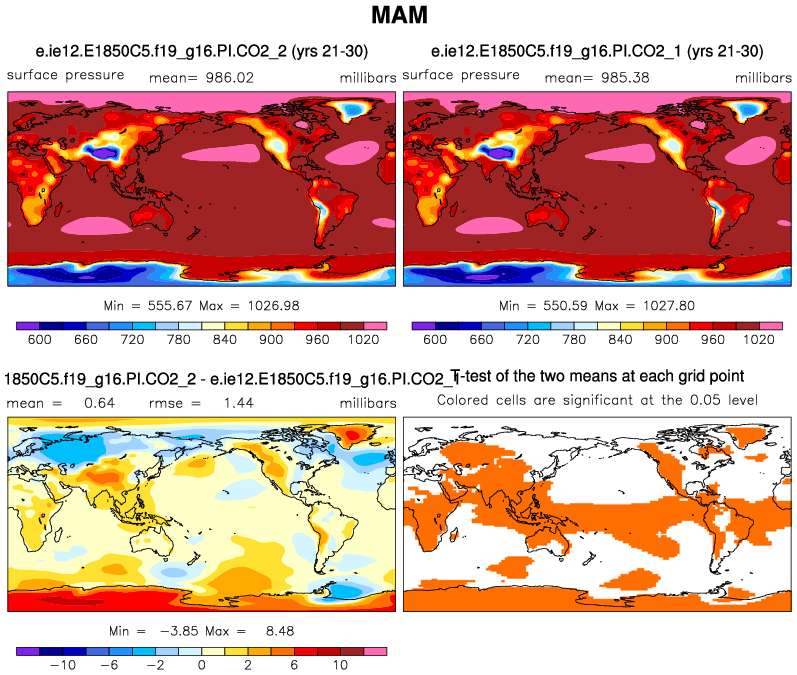 MAM
e.ie12.E1850C5.f19_g16.PI.CO2_2 (yrs 21-30)
surface pressure mean= 986.02 millibars
Min = 555.67 Max = 1026.98
600 660 720 780 840 900 960 1020
e.ie12.E1850C5.f19_g16.PI.CO2_1 (yrs 21-30)
surface pressure mean= 985.38 millibars
Min = 550.59 Max = 1027.80
600 660 720 780 840 900 960 1020
1850C5.f19_g16.PI.CO2_2 - e.ie12.E1850C5.f19_g16.PI.CO2_1
mean = 0.64 rmse = 1.44 millibars
Min = -3.85 Max = 8.48
-10 -6 -2 0 2 6 10
T-test of the two means at each grid point
Colored cells are significant at the 0.05 level